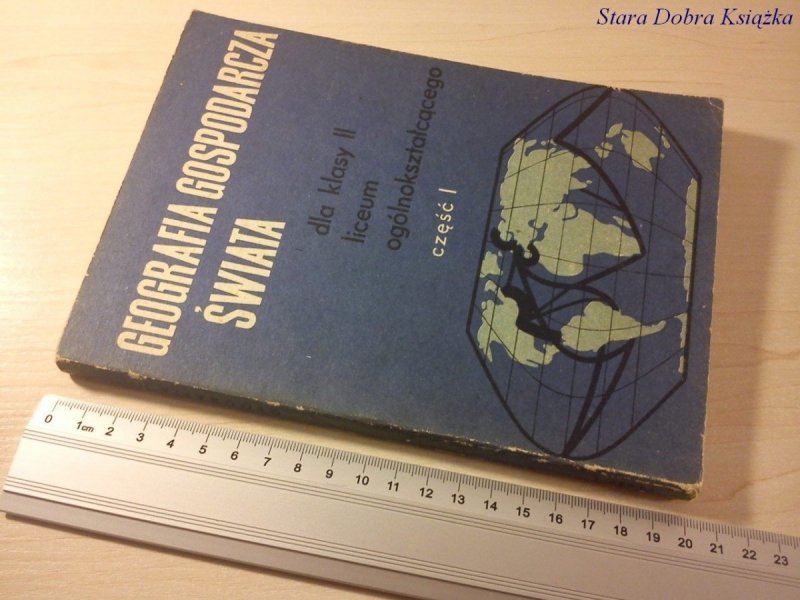 Stara Dobra Książka
GEOGRAFIA GOSPODARCZA
ŚWIATA
dla klasy II
liceum
ogólnokształcącego
część I
0 1cm 2 3 4 5 6 7 8 9 10 11 12 13 14 15 16 17 18 19 20 21 22 23